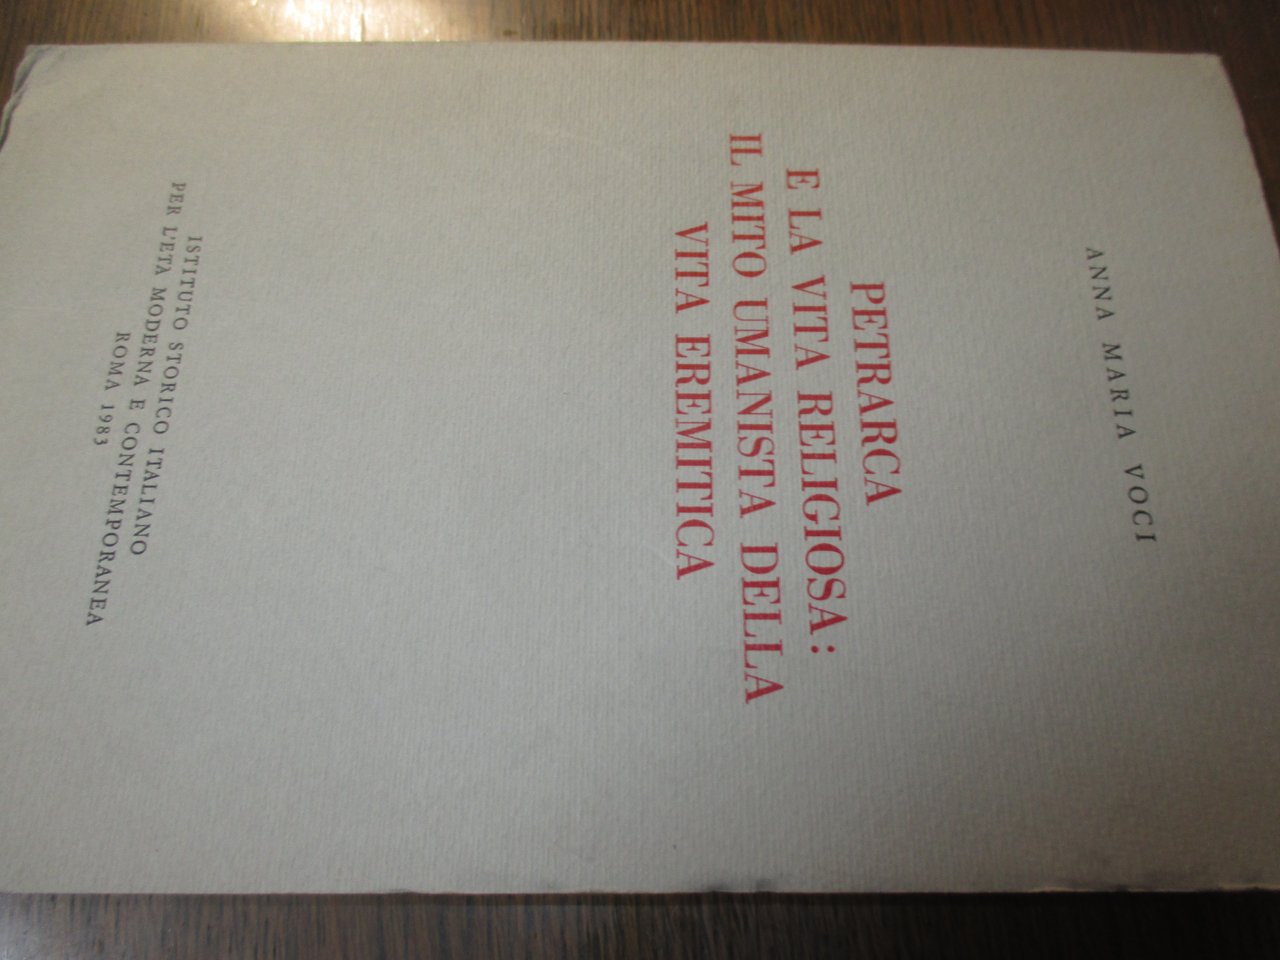 ANNA MARIA VOCI
PETRARCA
E LA VITA RELIGIOSA:
IL MITO UMANISTA DELLA
VITA EREMITICA
ISTITUTO STORICO ITALIANO
PER L'ETÀ MODERNA E CONTEMPORANEA
ROMA 1983